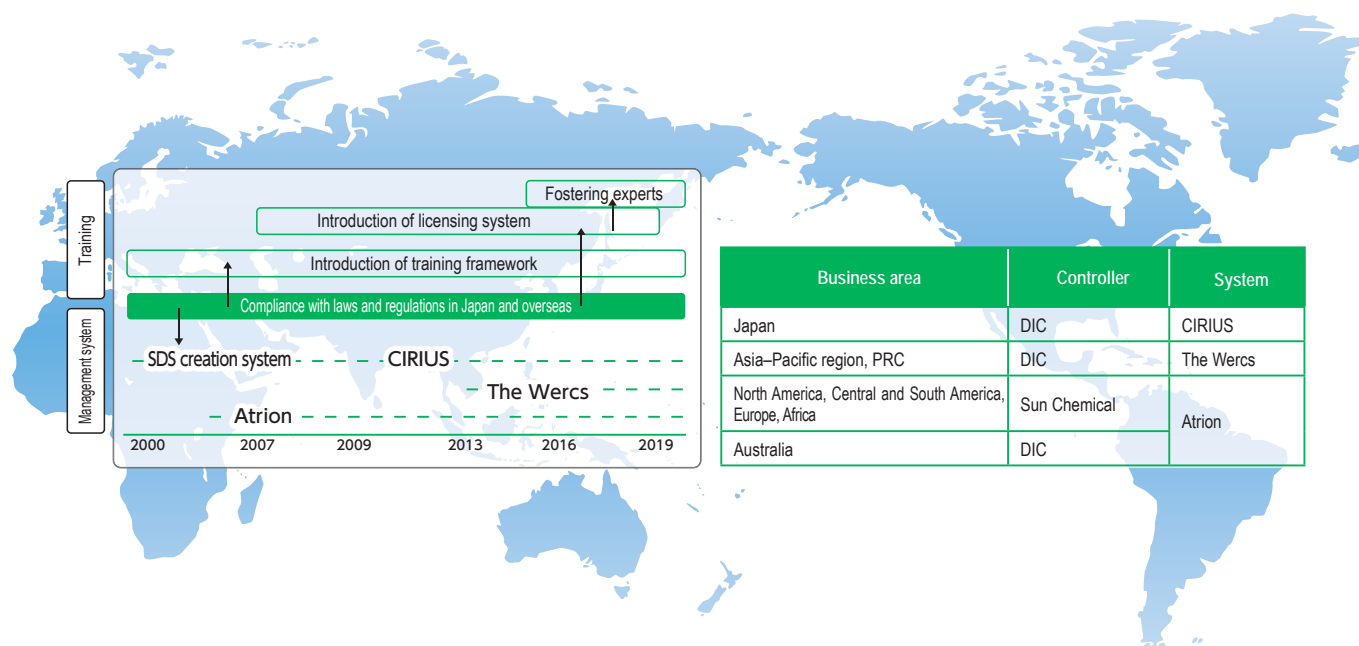 Training
Fostering experts
Introduction of licensing system
Introduction of training framework
Compliance with laws and regulations in Japan and overseas
Management system
SDS creation system
CIRIUS
The Wercs
Atrion
2000 2007 2009 2013 2016 2019
Business area Controller System
Japan DIC CIRIUS
Asia–Pacific region, PRC DIC The Wercs
North America, Central and South America,
Europe, Africa
Sun Chemical
Atrion
Australia DIC